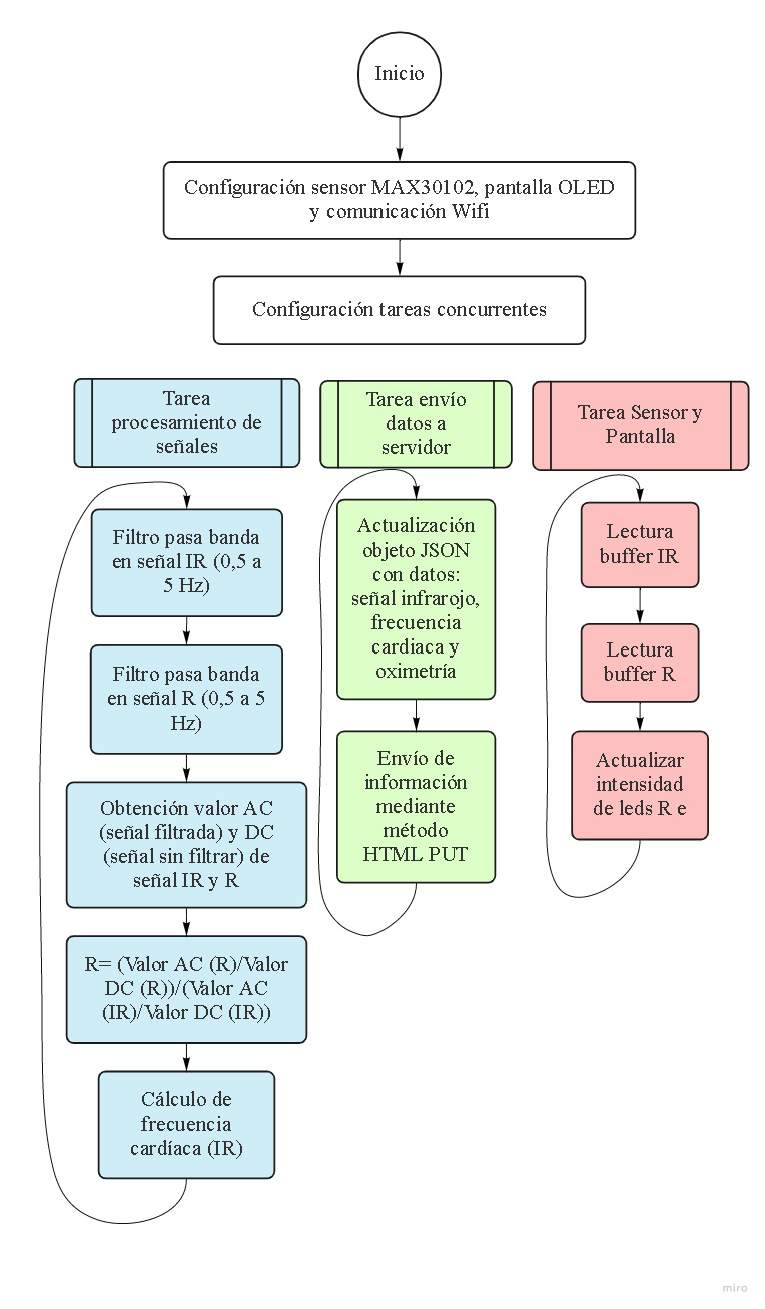 Inicio
Configuración sensor MAX30102, pantalla OLED
y comunicación Wifi
Configuración tareas concurrentes
Tarea
procesamiento de
señales
Filtro pasa banda
en señal IR (0,5 a
5 Hz)
Filtro pasa banda
en señal R (0,5 a 5
Hz)
Obtención valor AC
(señal filtrada) y DC
(señal sin filtrar) de
señal IR y R
R= (Valor AC (R)/Valor
DC (R))/(Valor AC
(IR)/Valor DC (IR))
Cálculo de
frecuencia
cardíaca (IR)
Tarea envío
datos a
servidor
Actualización
objeto JSON
con datos:
señal infrarojo,
frecuencia
cardiaca y
oximetría
Envío de
información
mediante
método
HTML PUT
Tarea Sensor y
Pantalla
Lectura
buffer IR
Lectura
buffer R
Actualizar
intensidad
de leds R e
miro